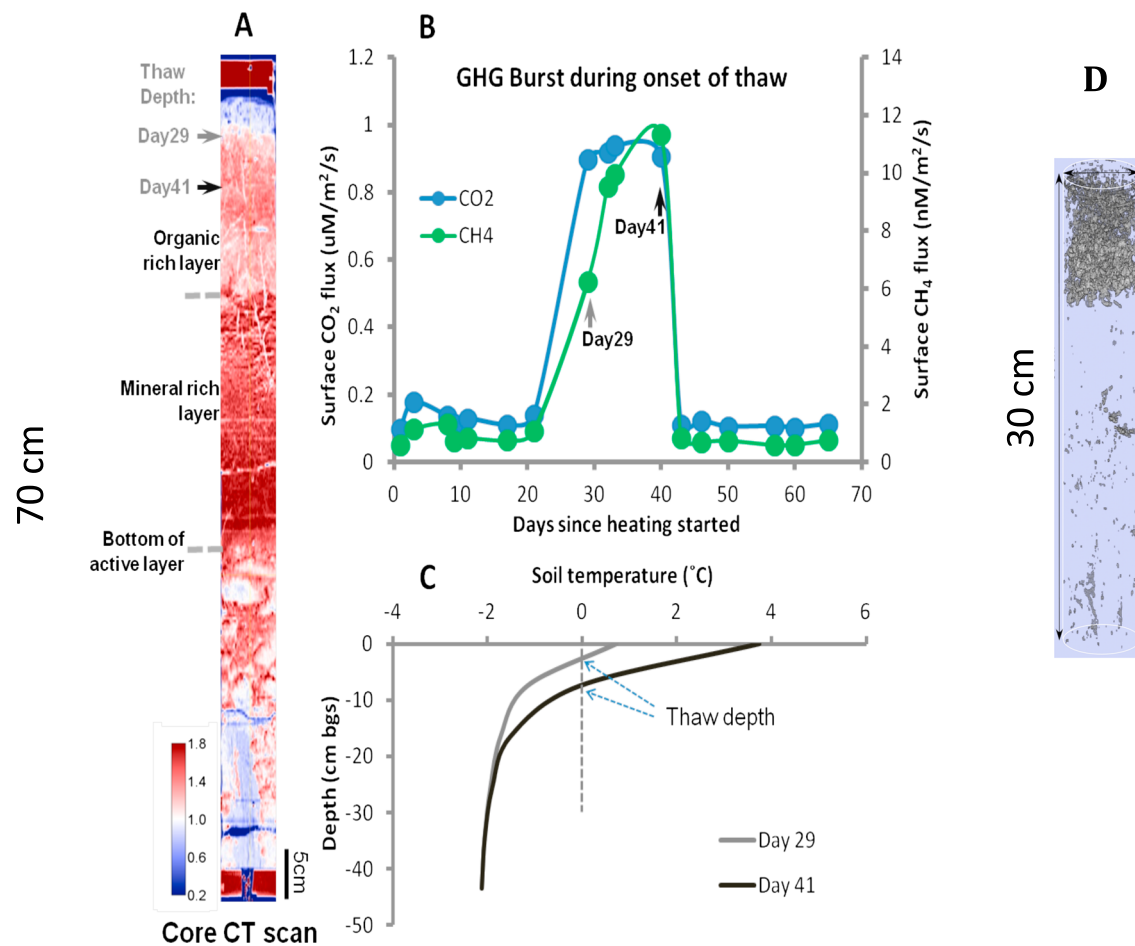 A
Thaw
Depth:
Day29
Day41
Organic
rich layer
Mineral rich
layer
70 cm
Bottom of
active layer
1.8
1.4
1.0
0.6
0.2
5cm
Core CT scan
B
GHG Burst during onset of thaw
1.2
1
0.8
0.6
0.4
0.2
0
Surface CO2 flux (uM/m²/s)
CO2
CH4
Day29
Day41
14
12
10
8
6
4
2
0
Surface CH4 flux (nM/m²/s)
0 10 20 30 40 50 60 70
Days since heating started
C
Soil temperature (˚C)
-4 -2 0 2 4 6
0
-10
-20
-30
-40
-50
Depth (cm bgs)
Thaw depth
Day 29
Day 41
D
30 cm